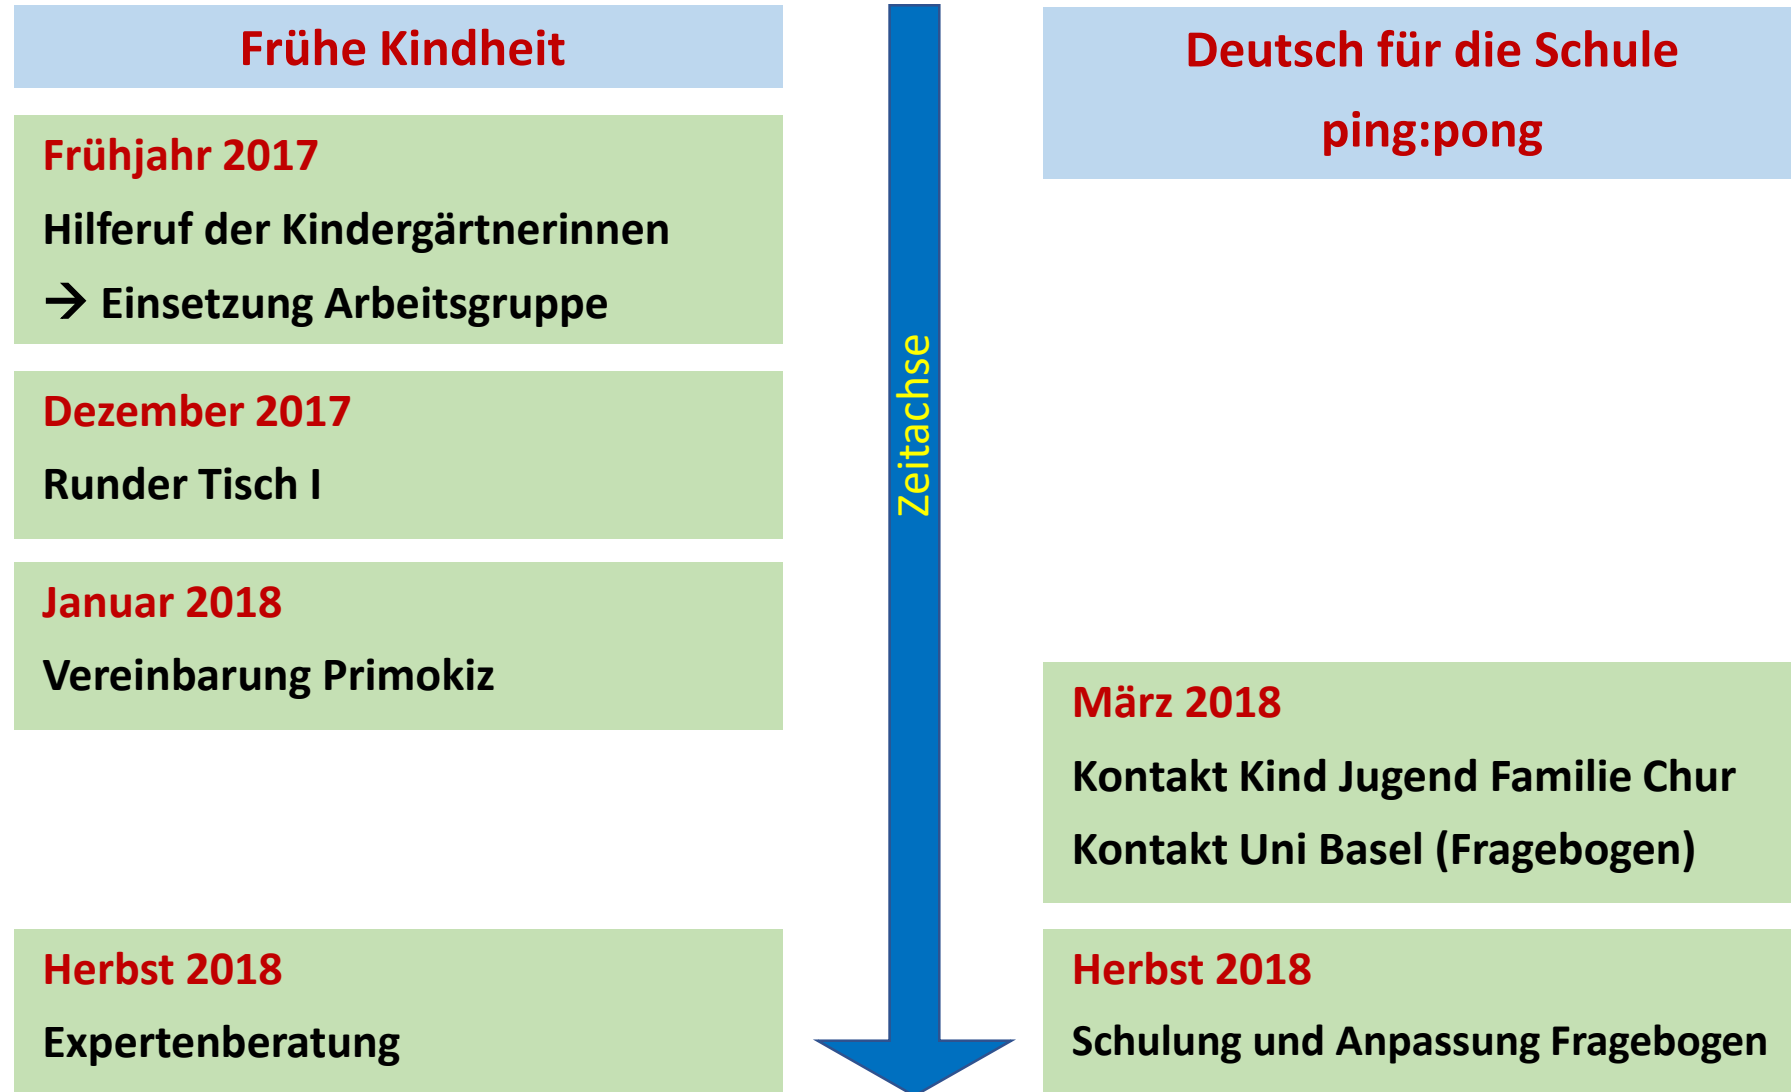 Frühe Kindheit
Frühjahr 2017
Hilferuf der Kindergärtnerinnen
→ Einsetzung Arbeitsgruppe
Dezember 2017
Runder Tisch I
Januar 2018
Vereinbarung Primokiz
Herbst 2018
Expertenberatung
Zeitachse
Deutsch für die Schule
ping:pong
März 2018
Kontakt Kind Jugend Familie Chur
Kontakt Uni Basel (Fragebogen)
Herbst 2018
Schulung und Anpassung Fragebogen